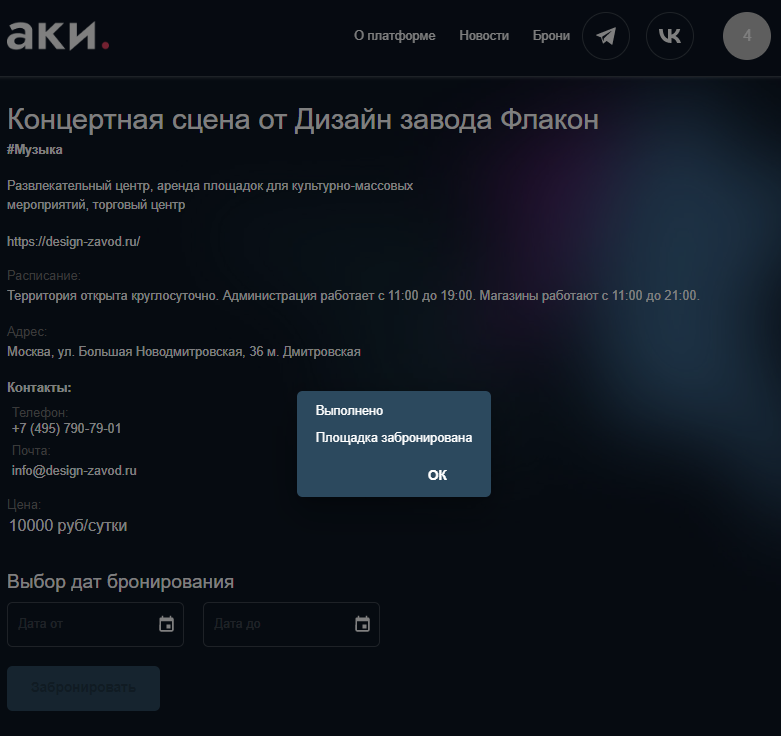 аки.
О платформе Новости Брони 4
Концертная сцена от Дизайн завода Флакон
#Музыка
Развлекательный центр, аренда площадок для культурно-массовых
мероприятий, торговый центр
https://design-zavod.ru/
Расписание:
Территория открыта круглосуточно. Администрация работает с 11:00 до 19:00. Магазины работают с 11:00 до 21:00.
Адрес:
Москва, ул. Большая Новодмитровская, 36 м. Дмитровская
Контакты:
Телефон:
+7 (495) 790-79-01
Почта:
info@design-zavod.ru
Выполнено
Площадка забронирована
ОК
Цена:
10000 руб/сутки
Выбор дат бронирования
Дата от Дата до
Забронировать